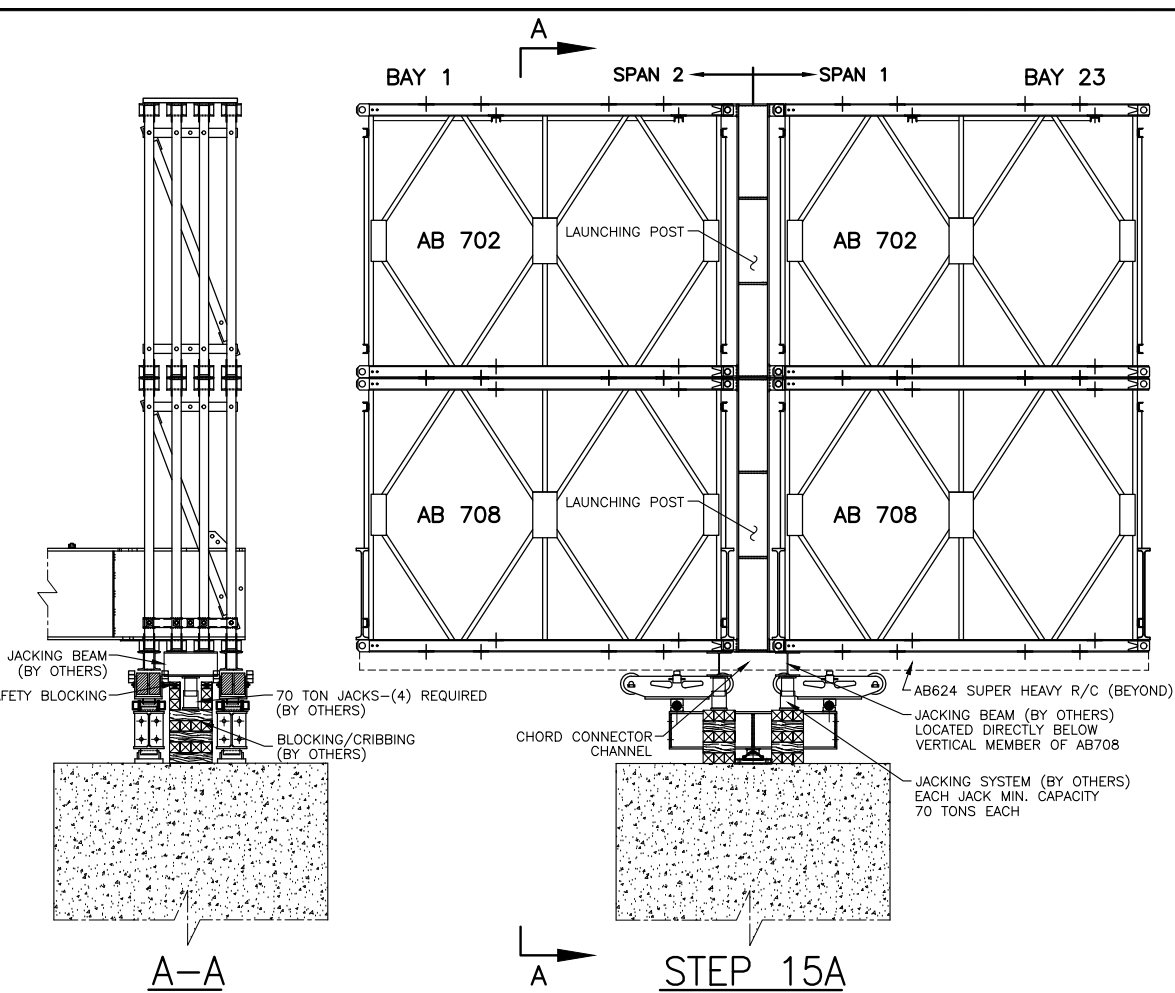 A
BAY 1
SPAN 2
SPAN 1
BAY 23
AB 702
LAUNCHING POST
AB 702
AB 708
LAUNCHING POST
AB 708
JACKING BEAM
(BY OTHERS)
FETY BLOCKING
70 TON JACKS-(4) REQUIRED
(BY OTHERS)
BLOCKING/CRIBBING
(BY OTHERS)
CHORD CONNECTOR
CHANNEL
AB624 SUPER HEAVY R/C (BEYOND)
JACKING BEAM (BY OTHERS)
LOCATED DIRECTLY BELOW
VERTICAL MEMBER OF AB708
JACKING SYSTEM (BY OTHERS)
EACH JACK MIN. CAPACITY
70 TONS EACH
A-A
A
STEP 15A